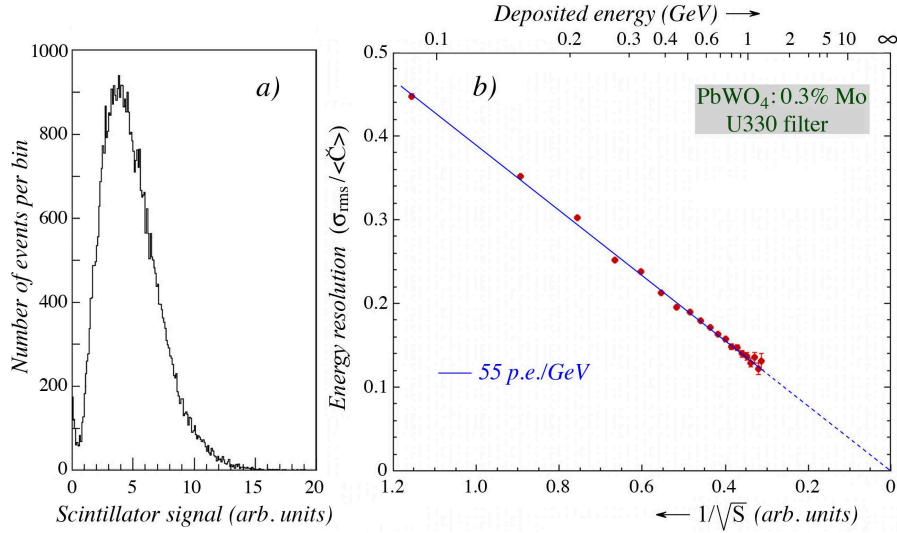 Deposited energy (GeV) →
0.1 0.2 0.3 0.4 0.6 1 2 5 10 ∞
1000
800
600
400
200
0
Number of events per bin
a)
0 5 10 15 20
Scintillator signal (arb. units)
0.5
0.4
0.3
0.2
0.1
0
Energy resolution (σrms / <Č>)
b)
PbWO₄: 0.3% Mo
U330 filter
55 p.e./GeV
1.2 1.0 0.8 0.6 0.4 0.2 0
← 1/√S (arb. units)